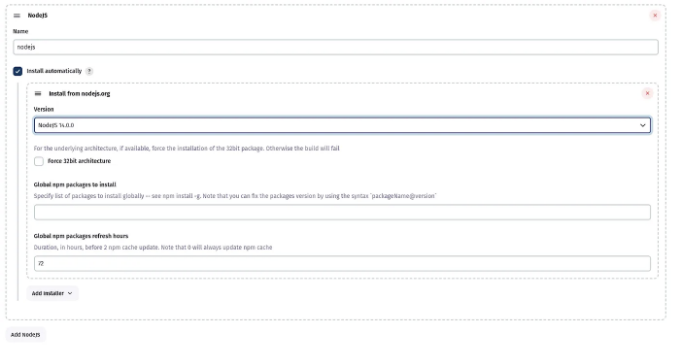 NodeJS
Name
nodejs
Install automatically ?
Install from nodejs.org
Version
NodeJS 14.0.0
For the underlying architecture, if available, force the installation of the 32bit package. Otherwise the build will fail
Force 32bit architecture
Global npm packages to install
Specify list of packages to install globally — see npm install -g. Note that you can fix the packages version by using the syntax `packageName@version`
Global npm packages refresh hours
Duration, in hours, before 2 npm cache update. Note that 0 will always update npm cache
72
Add Installer
Add NodeJS